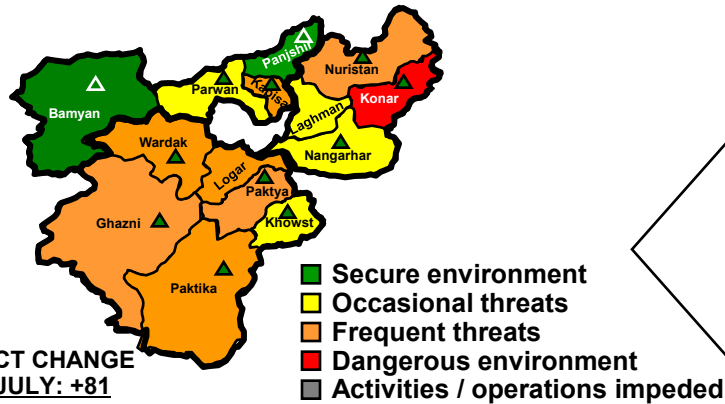 Panjshir
Nuristan
Parwan
Kapisa
Konar
Bamyan
Laghman
Wardak
Nangarhar
Logar
Paktya
Ghazni
Khowst
Paktika
Secure environment
Occasional threats
Frequent threats
Dangerous environment
Activities / operations impeded
CT CHANGE
JULY: +81